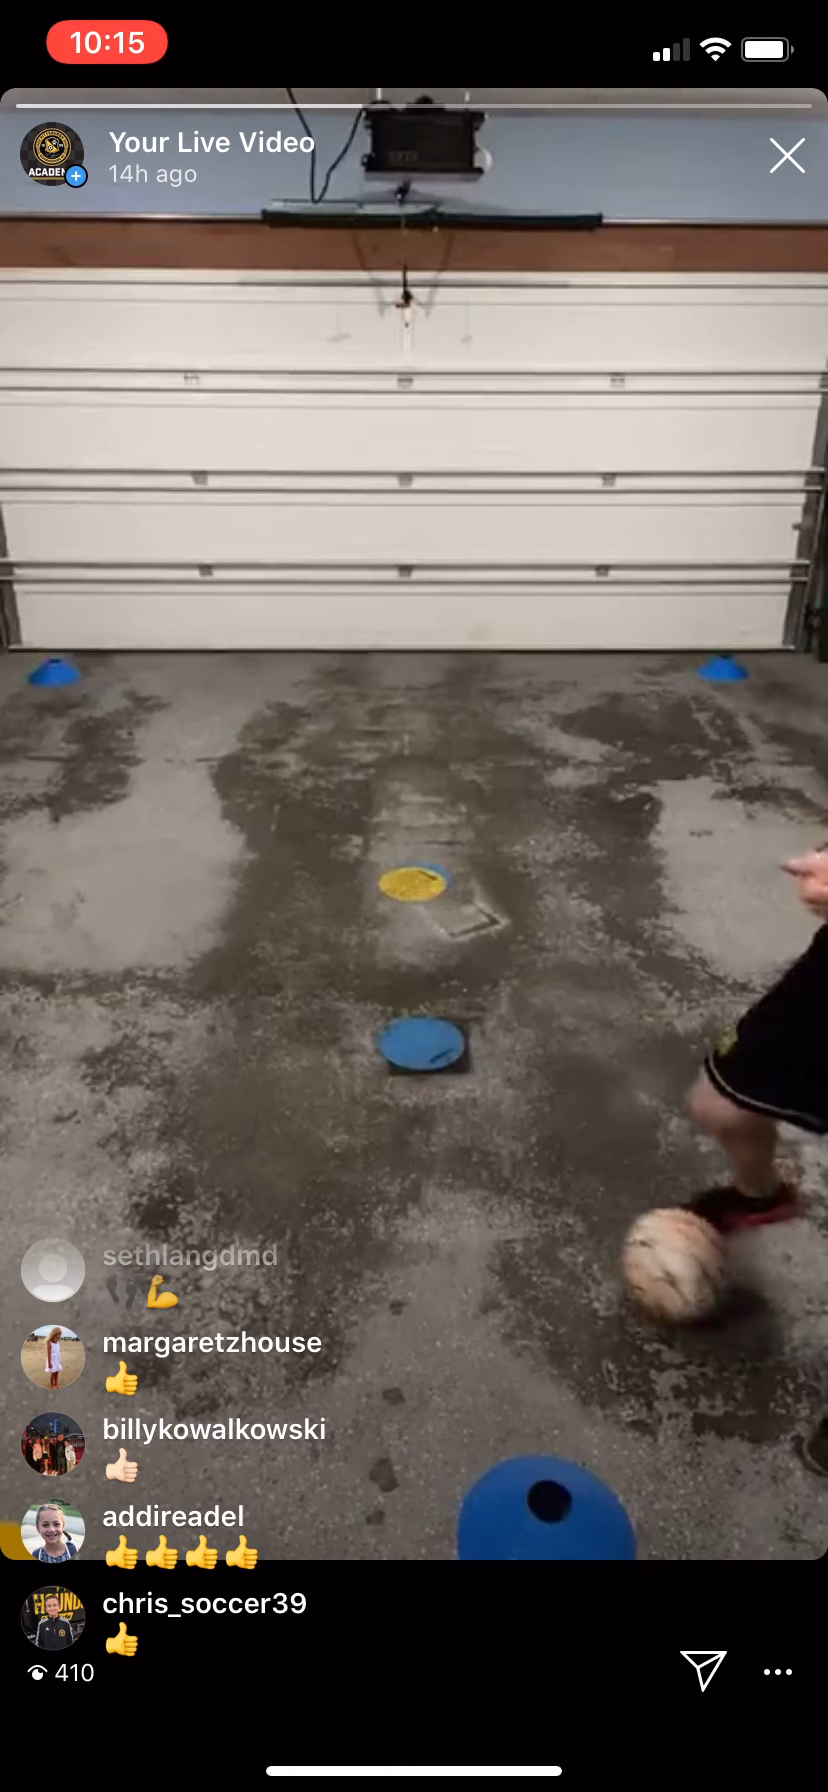 10:15
Your Live Video
14h ago
ACADEM
sethlangdmd
margaretzhouse
billykowalkowski
addireadel
chris_soccer39
410